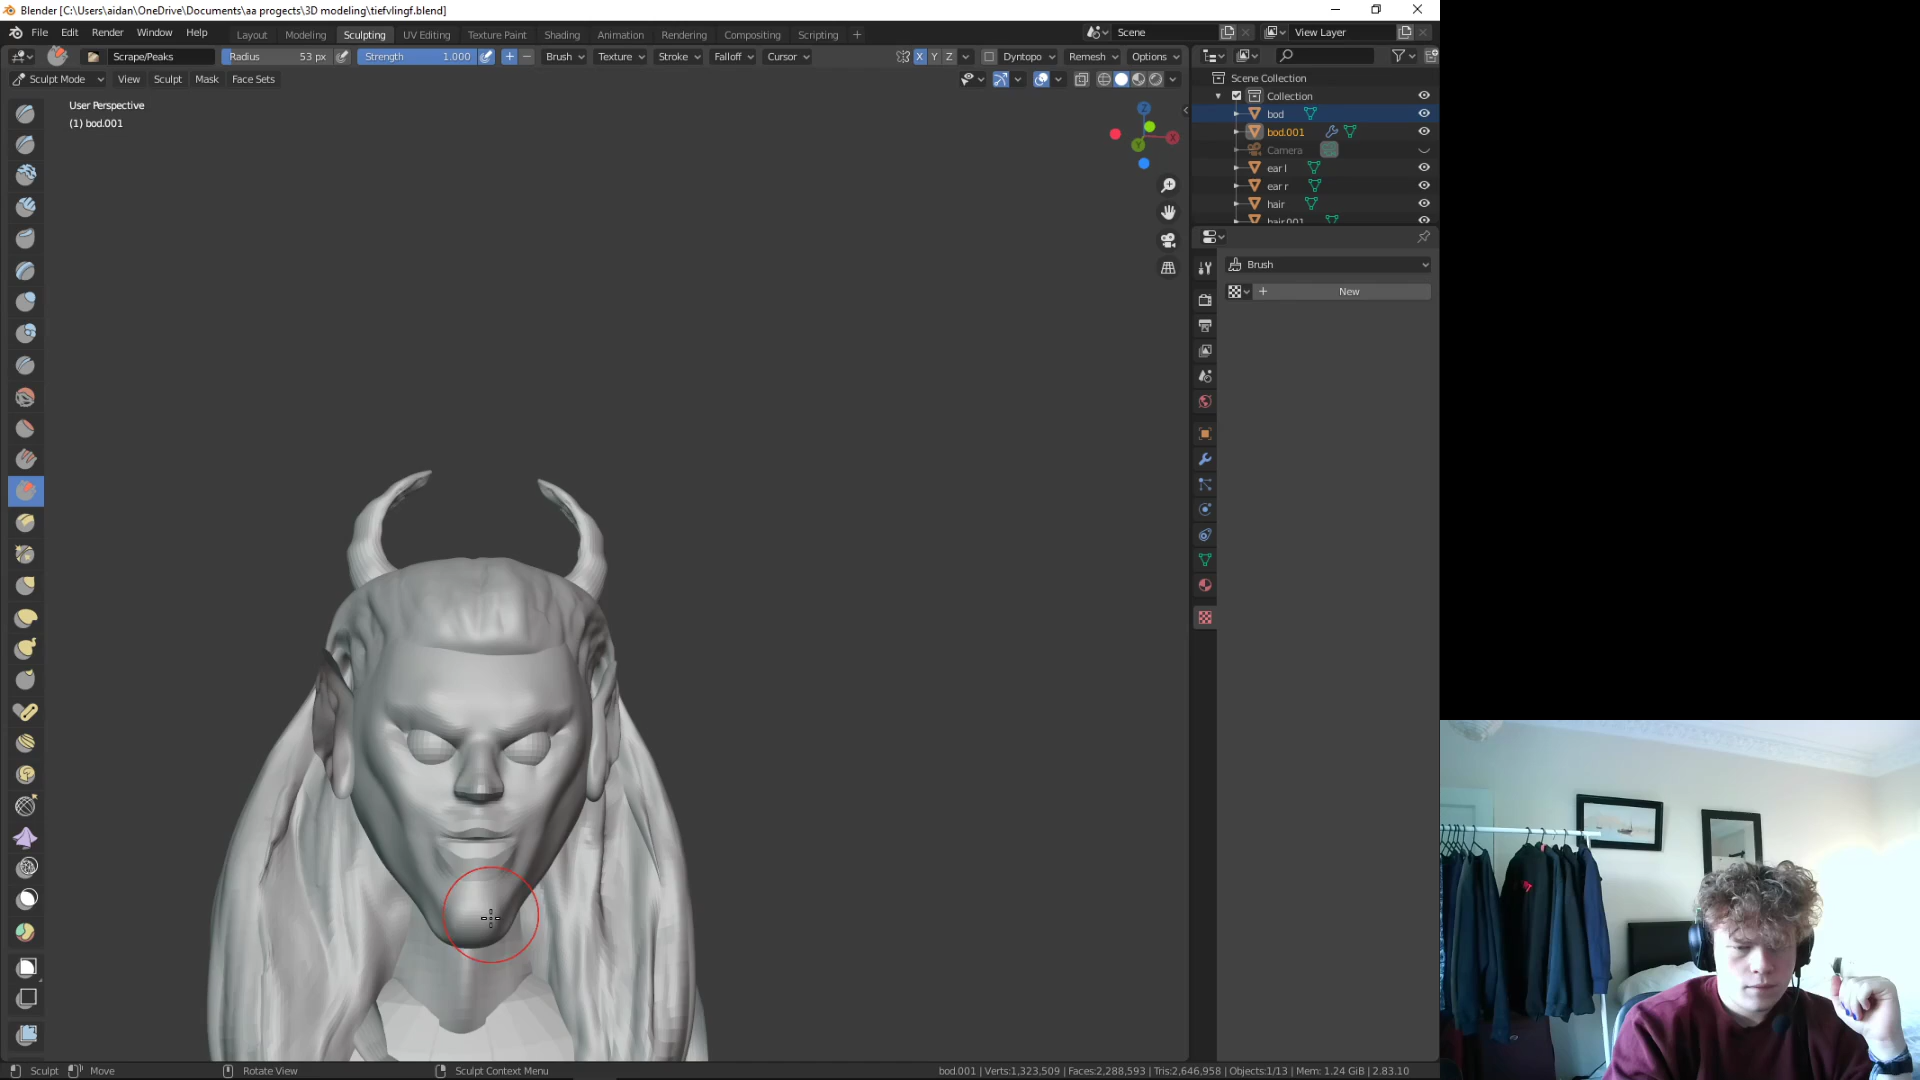 Blender [C:\Users\aidan\OneDrive\Documents\aa progects\3D modeling\tiefvlingf.blend]
File Edit Render Window Help Layout Modeling Sculpting UV Editing Texture Paint Shading Animation Rendering Compositing Scripting + Scene View Layer
Scrape/Peaks Radius 53 px Strength 1.000 + − Brush Texture Stroke Falloff Cursor X Y Z Dyntopo Remesh Options
Sculpt Mode View Sculpt Mask Face Sets
User Perspective
(1) bod.001
Z
X
Y
Scene Collection
Collection
bod
bod.001
Camera
ear l
ear r
hair
hair.001
Brush
+ New
Sculpt Move Rotate View Sculpt Context Menu bod.001 | Verts:1,323,509 | Faces:2,288,593 | Tris:2,646,958 | Objects:1/13 | Mem: 1.24 GiB | 2.83.10